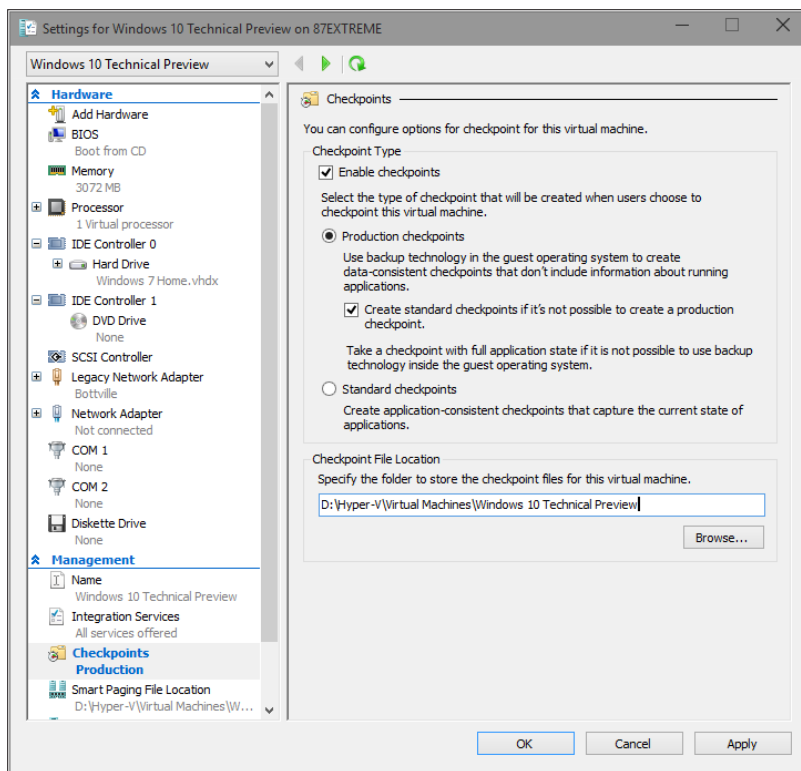 Settings for Windows 10 Technical Preview on 87EXTREME
Windows 10 Technical Preview
Hardware
Add Hardware
BIOS
Boot from CD
Memory
3072 MB
Processor
1 Virtual processor
IDE Controller 0
Hard Drive
Windows 7 Home.vhdx
IDE Controller 1
DVD Drive
None
SCSI Controller
Legacy Network Adapter
Bottville
Network Adapter
Not connected
COM 1
None
COM 2
None
Diskette Drive
None
Management
Name
Windows 10 Technical Preview
Integration Services
All services offered
Checkpoints
Production
Smart Paging File Location
D:\Hyper-V\Virtual Machines\W...
Checkpoints
You can configure options for checkpoint for this virtual machine.
Checkpoint Type
Enable checkpoints
Select the type of checkpoint that will be created when users choose to
checkpoint this virtual machine.
Production checkpoints
Use backup technology in the guest operating system to create
data-consistent checkpoints that don't include information about running
applications.
Create standard checkpoints if it's not possible to create a production
checkpoint.
Take a checkpoint with full application state if it is not possible to use backup
technology inside the guest operating system.
Standard checkpoints
Create application-consistent checkpoints that capture the current state of
applications.
Checkpoint File Location
Specify the folder to store the checkpoint files for this virtual machine.
D:\Hyper-V\Virtual Machines\Windows 10 Technical Preview
Browse...
OK
Cancel
Apply